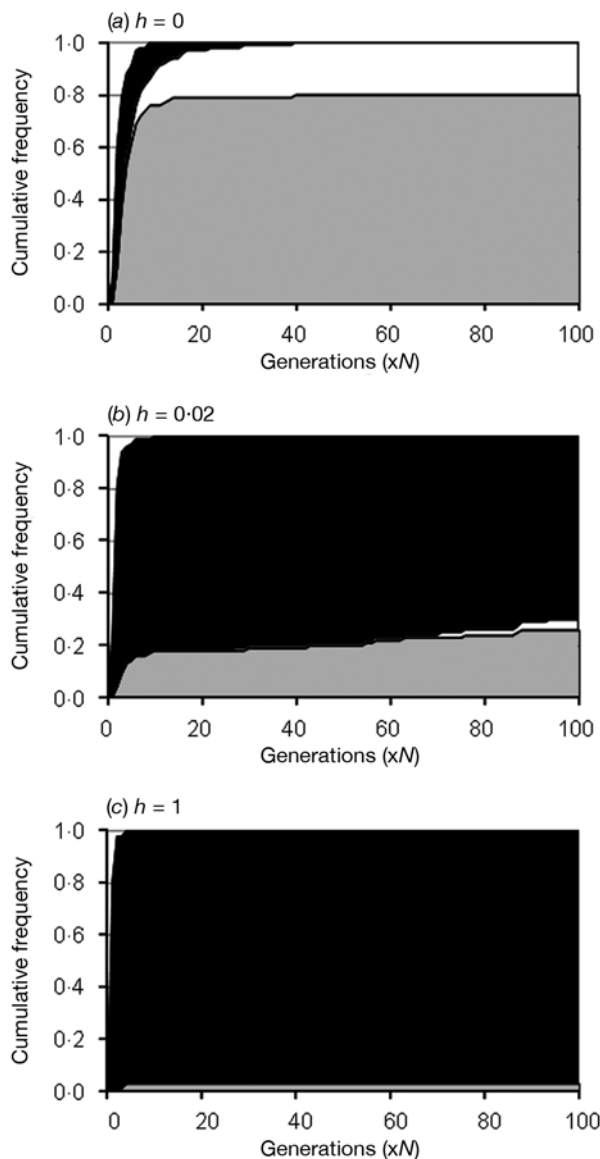 (a) h = 0
Cumulative frequency
1·0
0·8
0·6
0·4
0·2
0·0
0 20 40 60 80 100
Generations (xN)
(b) h = 0·02
Cumulative frequency
1·0
0·8
0·6
0·4
0·2
0·0
0 20 40 60 80 100
Generations (xN)
(c) h = 1
Cumulative frequency
1·0
0·8
0·6
0·4
0·2
0·0
0 20 40 60 80 100
Generations (xN)